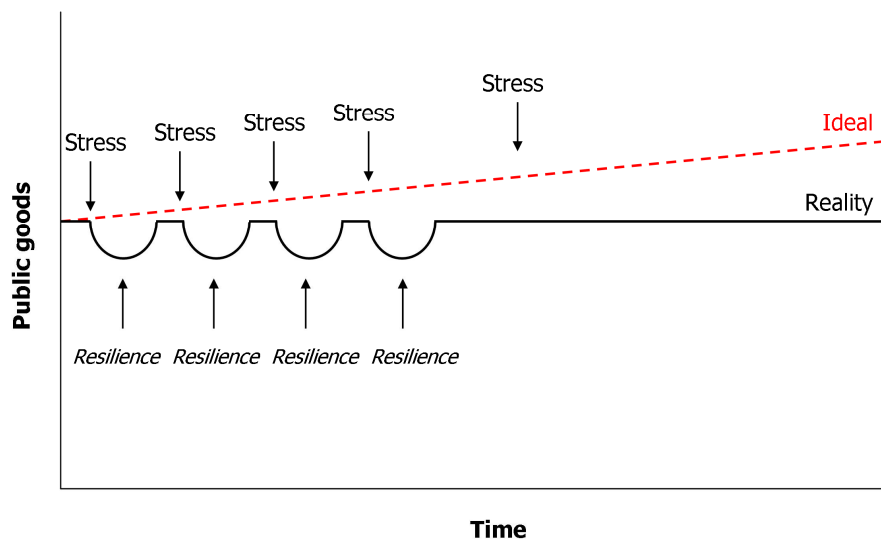 Stress
Stress
Stress
Stress
Stress
Ideal
Reality
Public goods
Resilience
Resilience
Resilience
Resilience
Time